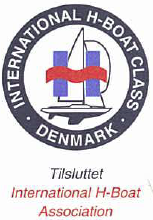 INTERNATIONAL H-BOAT CLASS
· DENMARK ·
H
Tilsluttet
International H-Boat
Association